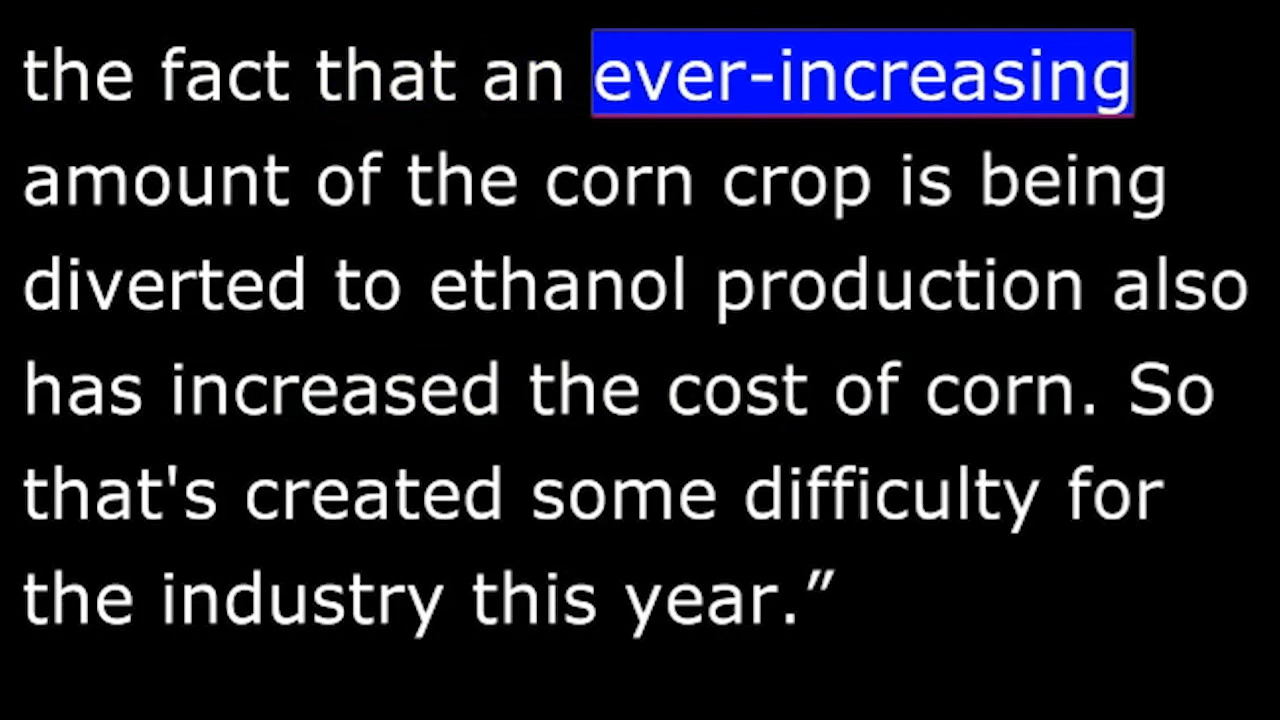 the fact that an ever-increasing
amount of the corn crop is being
diverted to ethanol production also
has increased the cost of corn. So
that's created some difficulty for
the industry this year.”